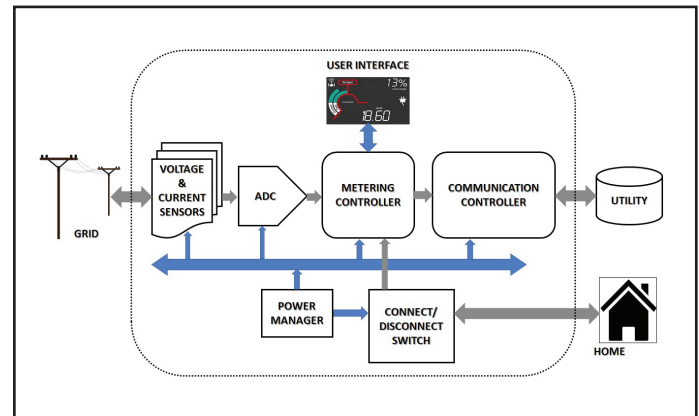 USER INTERFACE
13%
18.60
VOLTAGE
&
CURRENT
SENSORS
ADC
METERING
CONTROLLER
COMMUNICATION
CONTROLLER
UTILITY
GRID
POWER
MANAGER
CONNECT/
DISCONNECT
SWITCH
HOME